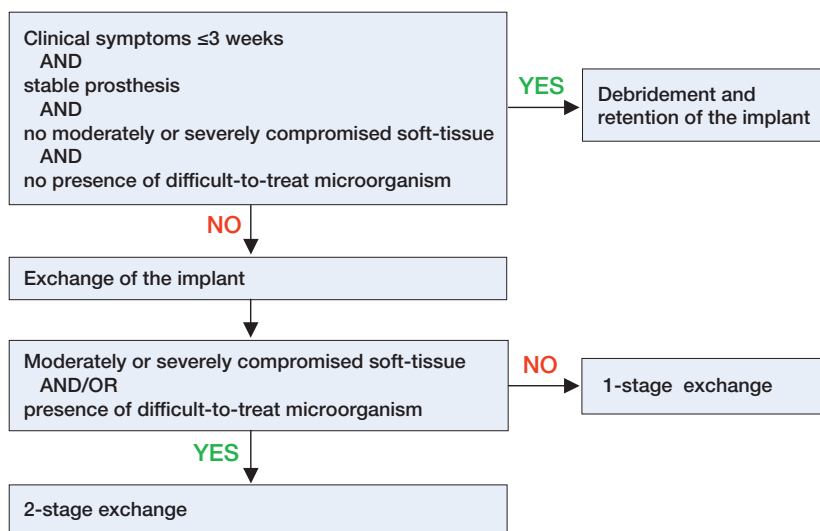 Clinical symptoms ≤3 weeks
AND
stable prosthesis
AND
no moderately or severely compromised soft-tissue
AND
no presence of difficult-to-treat microorganism
YES
Debridement and
retention of the implant
NO
Exchange of the implant
Moderately or severely compromised soft-tissue
AND/OR
presence of difficult-to-treat microorganism
NO
1-stage exchange
YES
2-stage exchange